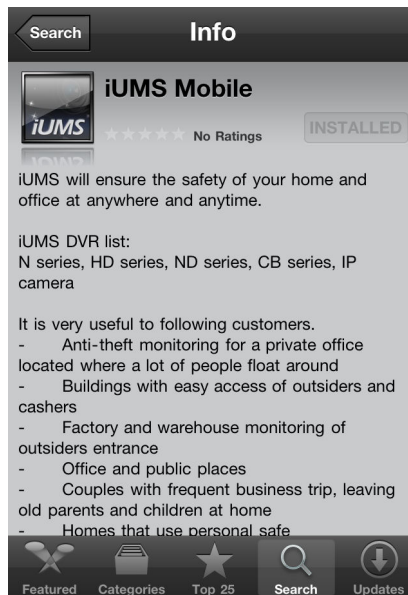 Search
Info
iUMS Mobile
iUMS
No Ratings
INSTALLED
iUMS will ensure the safety of your home and
office at anywhere and anytime.
iUMS DVR list:
N series, HD series, ND series, CB series, IP
camera
It is very useful to following customers.
- Anti-theft monitoring for a private office
located where a lot of people float around
- Buildings with easy access of outsiders and
cashers
- Factory and warehouse monitoring of
outsiders entrance
- Office and public places
- Couples with frequent business trip, leaving
old parents and children at home
- Homes that use personal safe
Featured
Categories
Top 25
Search
Updates